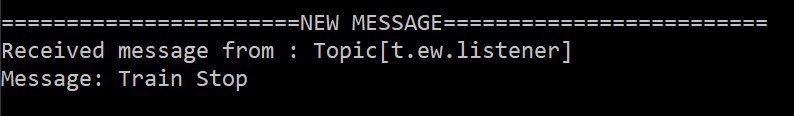 =======================NEW MESSAGE=========================
Received message from : Topic[t.ew.listener]
Message: Train Stop